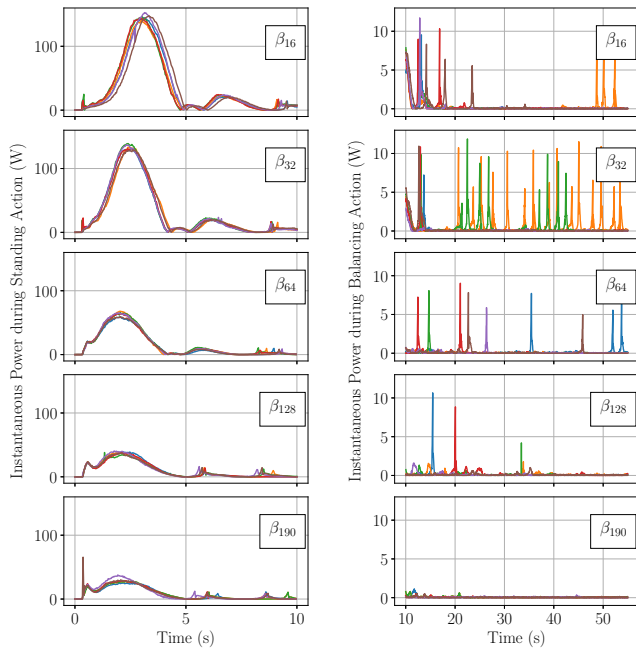 Instantaneous Power during Standing Action (W)
100
0
β16
100
0
β32
100
0
β64
100
0
β128
100
0
β190
0
5
10
Time (s)
Instantaneous Power during Balancing Action (W)
10
5
0
β16
10
5
0
β32
10
5
0
β64
10
5
0
β128
10
5
0
β190
10
20
30
40
50
Time (s)